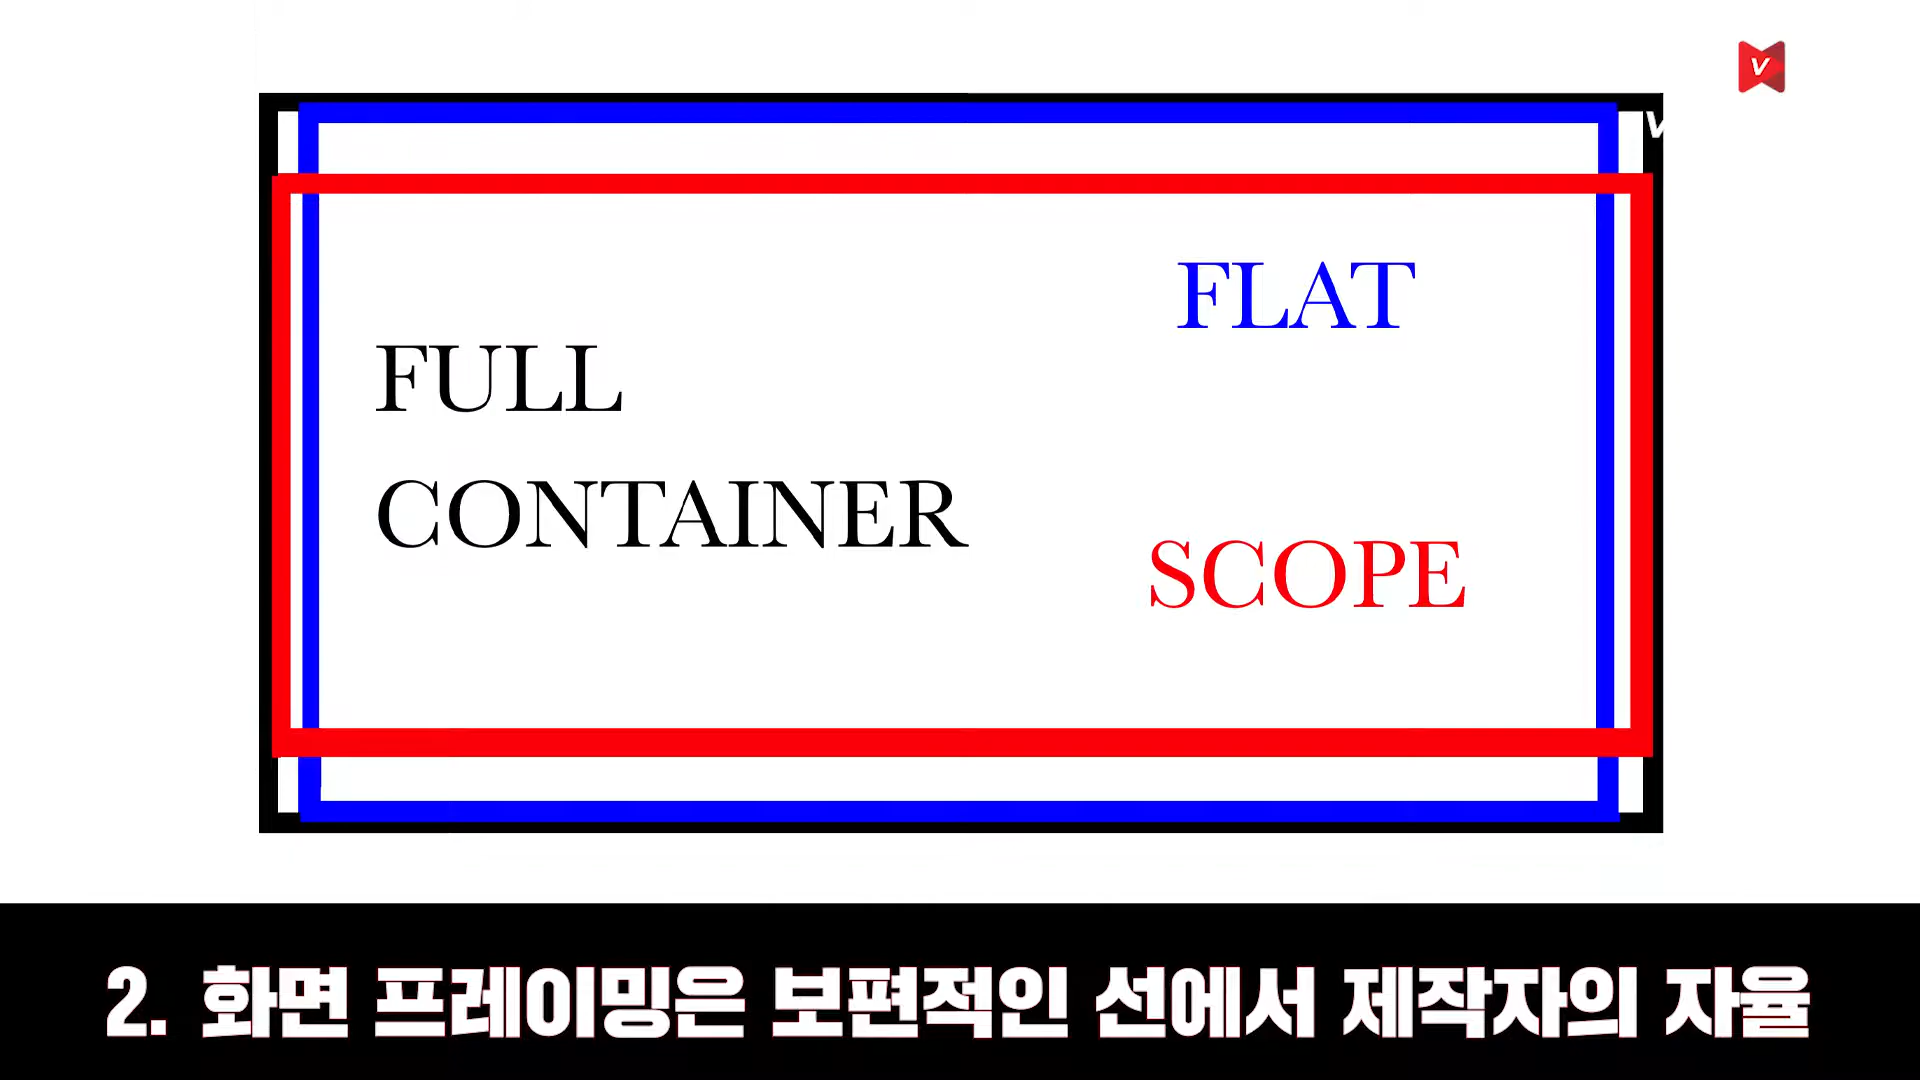 V
V
FLAT
FULL
CONTAINER
SCOPE
2. 화면 프레이밍은 보편적인 선에서 제작자의 자율